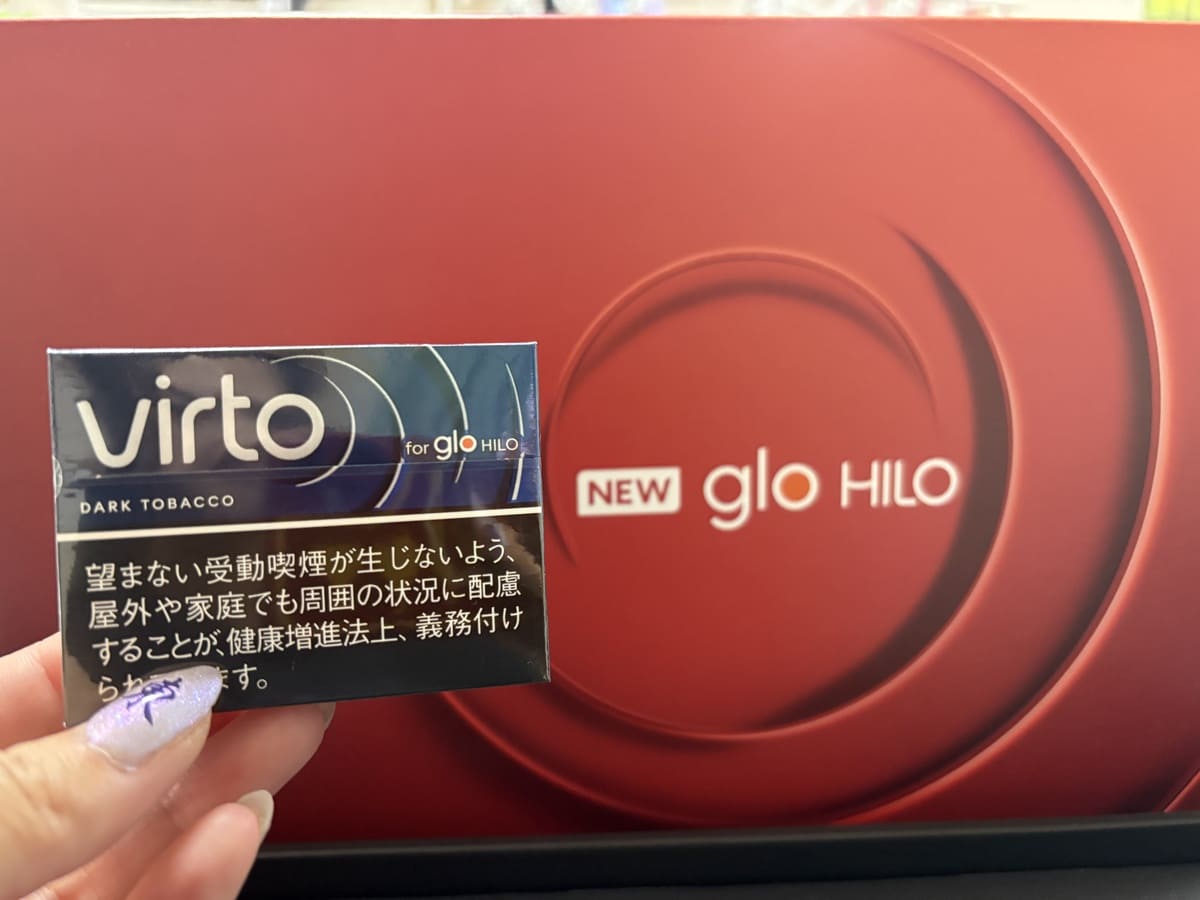 virto
for glo HILO
DARK TOBACCO
望まない受動喫煙が生じないよう、
屋外や家庭でも周囲の状況に配慮
することが、健康増進法上、義務付け
られ
ます。
NEW glo HILO